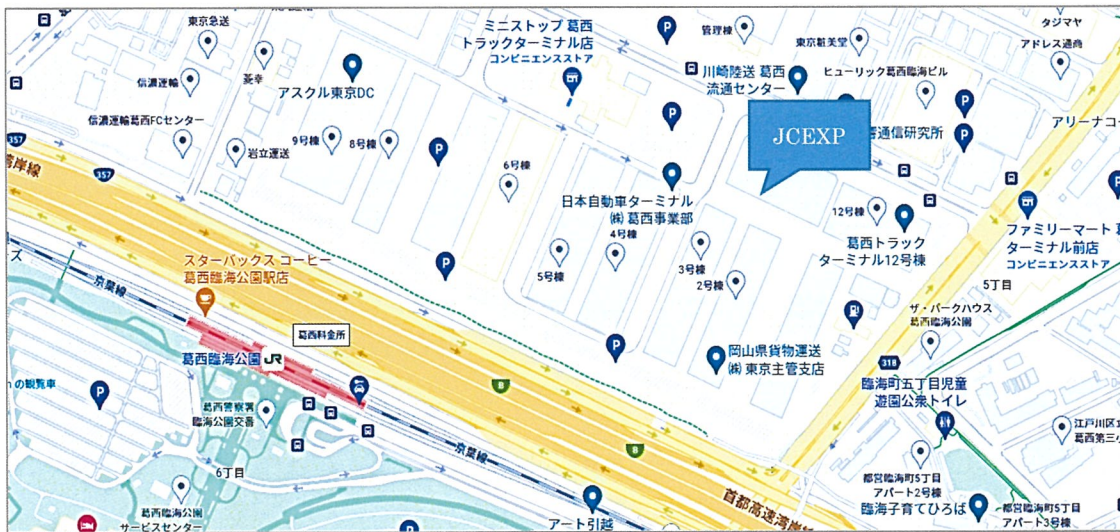 東京急送
信濃運輸
菱幸
アスクル東京DC
ミニストップ 葛西
トラックターミナル店
コンビニエンスストア
管理棟
東京粧美堂
タジマヤ
アドレス通商
川崎陸送 葛西
流通センター
ヒューリック葛西臨海ビル
JCEXP
通信研究所
アリーナコー
信濃運輸葛西FCセンター
岩立運送
9号棟
8号棟
6号棟
357
湾岸線
357
日本自動車ターミナル
㈱ 葛西事業部
5号棟
4号棟
3号棟
2号棟
12号棟
葛西トラック
ターミナル12号棟
ファミリーマート 葛
ターミナル前店
コンビニエンスストア
5丁目
ザ・パークハウス
葛西臨海公園
スターバックス コーヒー
葛西臨海公園駅店
ズ
京葉線
葛西料金所
葛西臨海公園 JR
岡山県貨物運送
㈱ 東京主管支店
318
臨海町五丁目児童
遊園公衆トイレ
の観覧車
P
葛西警察署
臨海公園交番
B
B
京葉線
6丁目
葛西臨海公園
サービスセンター
アート引越
首都高速湾岸線
都営臨海町5丁目
アパート2号棟
臨海子育てひろば
都営臨海町5丁目
アパート3号棟
江戸川区立
葛西第三小